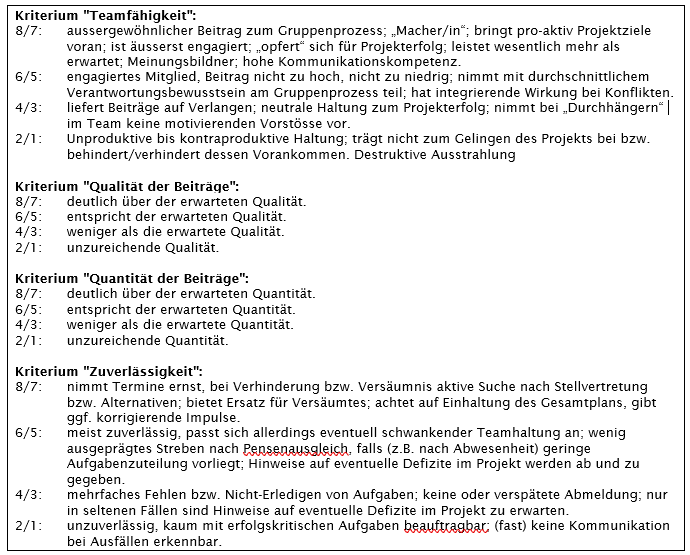 Kriterium "Teamfähigkeit":
8/7: aussergewöhnlicher Beitrag zum Gruppenprozess; „Macher/in“; bringt pro-aktiv Projektziele
voran; ist äusserst engagiert; „opfert“ sich für Projekterfolg; leistet wesentlich mehr als
erwartet; Meinungsbildner; hohe Kommunikationskompetenz.
6/5: engagiertes Mitglied, Beitrag nicht zu hoch, nicht zu niedrig; nimmt mit durchschnittlichem
Verantwortungsbewusstsein am Gruppenprozess teil; hat integrierende Wirkung bei Konflikten.
4/3: liefert Beiträge auf Verlangen; neutrale Haltung zum Projekterfolg; nimmt bei „Durchhängern“
im Team keine motivierenden Vorstösse vor.
2/1: Unproduktive bis kontraproduktive Haltung; trägt nicht zum Gelingen des Projekts bei bzw.
behindert/verhindert dessen Vorankommen. Destruktive Ausstrahlung
Kriterium "Qualität der Beiträge":
8/7: deutlich über der erwarteten Qualität.
6/5: entspricht der erwarteten Qualität.
4/3: weniger als die erwartete Qualität.
2/1: unzureichende Qualität.
Kriterium "Quantität der Beiträge":
8/7: deutlich über der erwarteten Quantität.
6/5: entspricht der erwarteten Quantität.
4/3: weniger als die erwartete Quantität.
2/1: unzureichende Quantität.
Kriterium "Zuverlässigkeit":
8/7: nimmt Termine ernst, bei Verhinderung bzw. Versäumnis aktive Suche nach Stellvertretung
bzw. Alternativen; bietet Ersatz für Versäumtes; achtet auf Einhaltung des Gesamtplans, gibt
ggf. korrigierende Impulse.
6/5: meist zuverlässig, passt sich allerdings eventuell schwankender Teamhaltung an; wenig
ausgeprägtes Streben nach Pensenausgleich, falls (z.B. nach Abwesenheit) geringe
Aufgabenzuteilung vorliegt; Hinweise auf eventuelle Defizite im Projekt werden ab und zu
gegeben.
4/3: mehrfaches Fehlen bzw. Nicht-Erledigen von Aufgaben; keine oder verspätete Abmeldung; nur
in seltenen Fällen sind Hinweise auf eventuelle Defizite im Projekt zu erwarten.
2/1: unzuverlässig, kaum mit erfolgskritischen Aufgaben beauftragbar; (fast) keine Kommunikation
bei Ausfällen erkennbar.